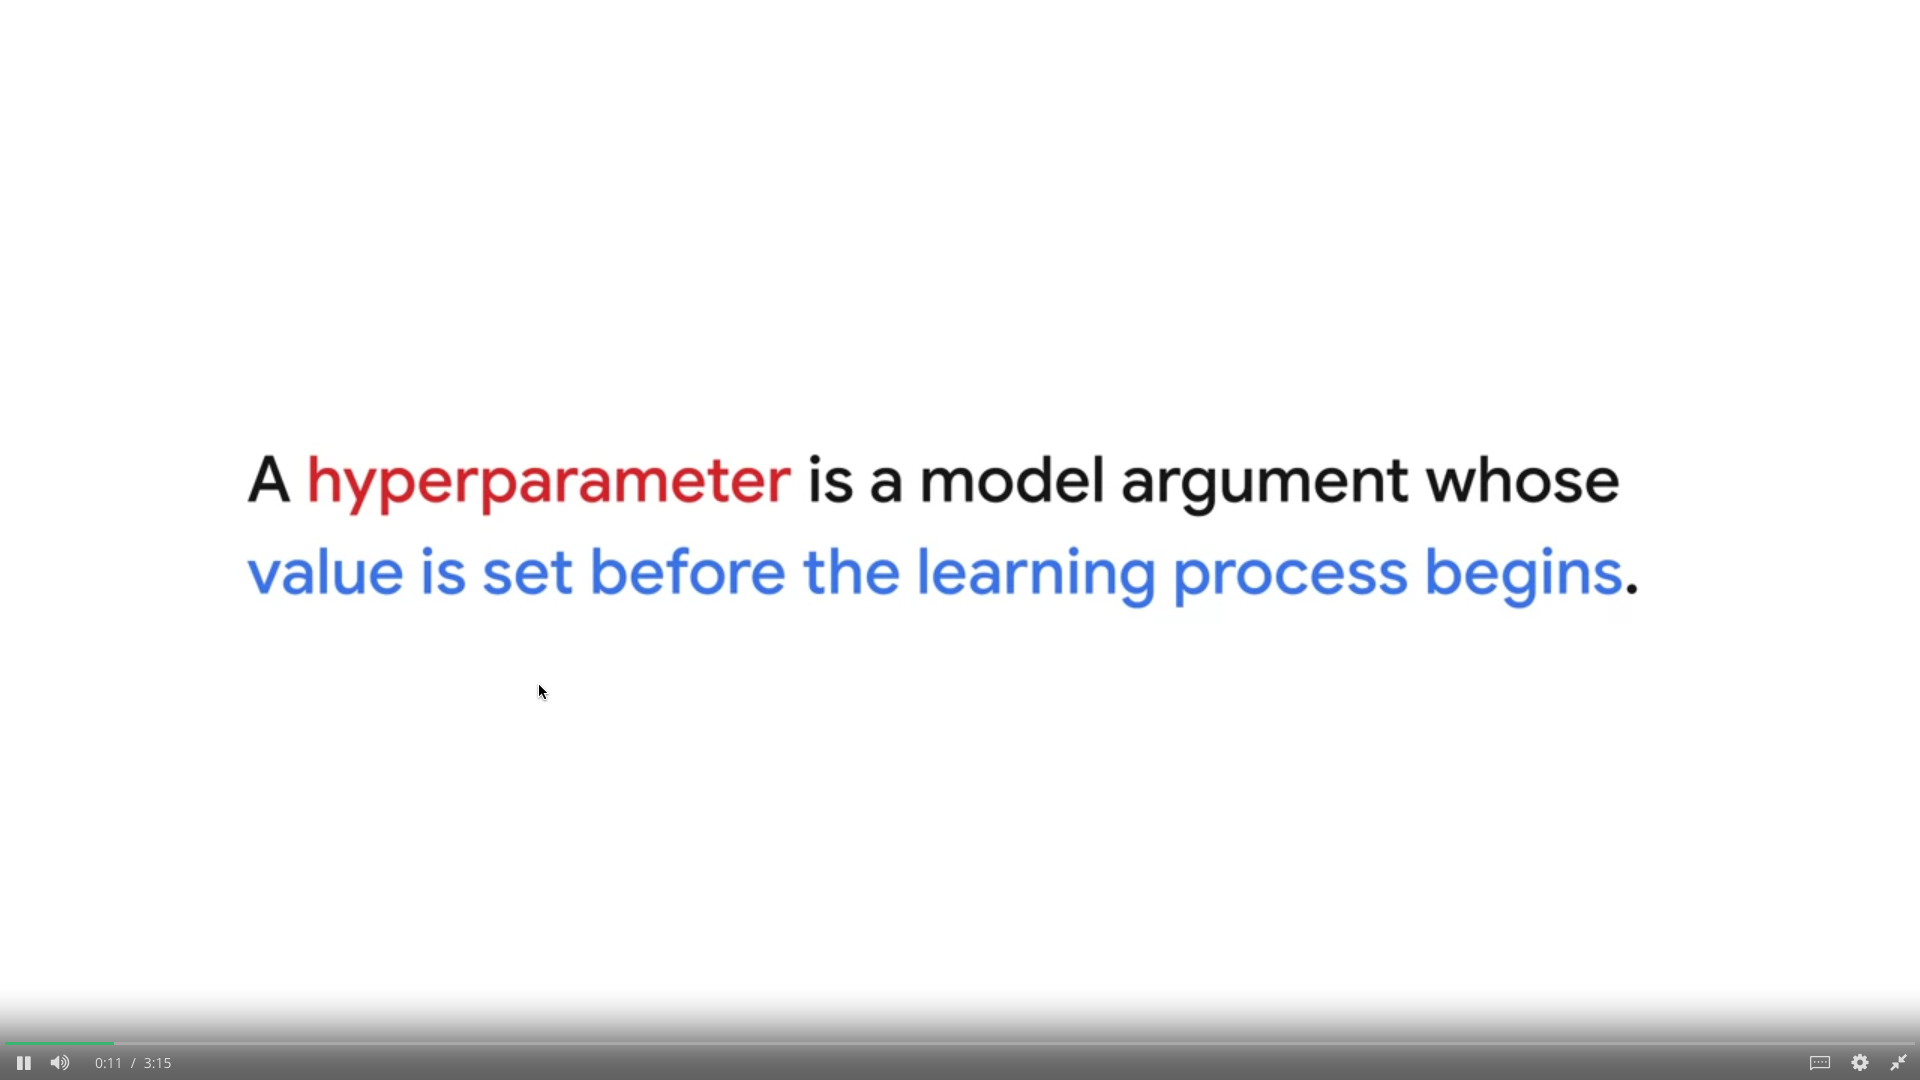 A hyperparameter is a model argument whose
value is set before the learning process begins.
0:11 / 3:15